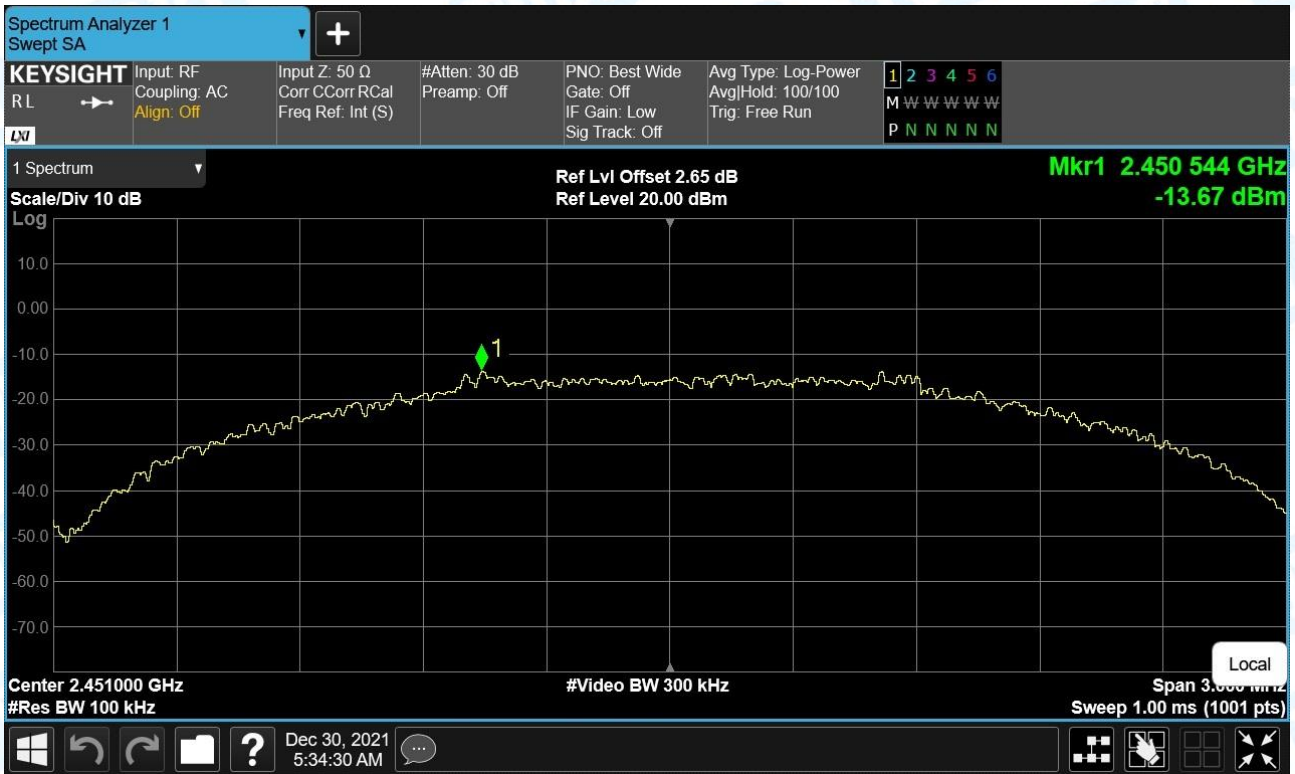 Spectrum Analyzer 1
Swept SA
KEYSIGHT
R L
LXI
Input: RF
Coupling: AC
Align: Off
Input Z: 50 Ω
Corr CCorr RCal
Freq Ref: Int (S)
#Atten: 30 dB
Preamp: Off
PNO: Best Wide
Gate: Off
IF Gain: Low
Sig Track: Off
Avg Type: Log-Power
Avg|Hold: 100/100
Trig: Free Run
1 2 3 4 5 6
M W W W W W
P N N N N N
1 Spectrum
Scale/Div 10 dB
Log
Ref Lvl Offset 2.65 dB
Ref Level 20.00 dBm
Mkr1 2.450 544 GHz
-13.67 dBm
10.0
0.00
-10.0
-20.0
-30.0
-40.0
-50.0
-60.0
-70.0
1
Local
Center 2.451000 GHz
#Video BW 300 kHz
Span 3.000 MHz
#Res BW 100 kHz
Sweep 1.00 ms (1001 pts)
?
Dec 30, 2021
5:34:30 AM